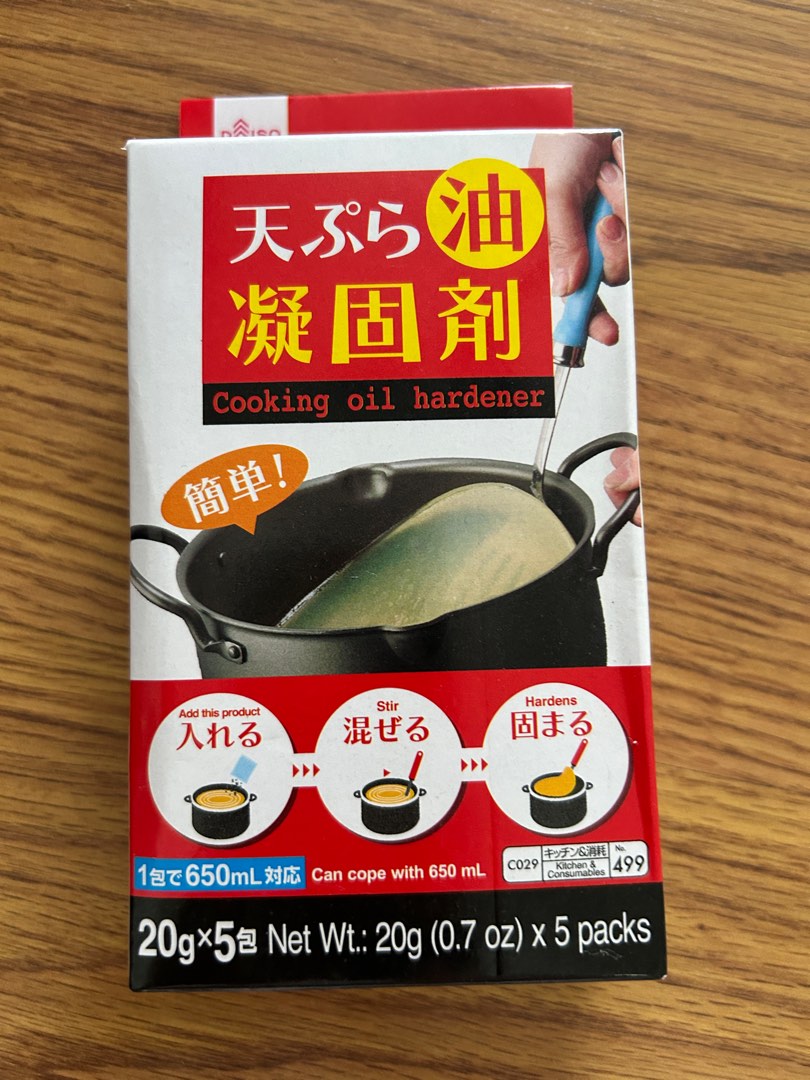 DAISO
天ぷら油
凝固剤
Cooking oil hardener
簡単!
Add this product
入れる
Stir
混ぜる
Hardens
固まる
1包で650mL対応 Can cope with 650 mL
C029 キッチン&消耗 Kitchen & Consumables No. 499
20g×5包 Net Wt.: 20g (0.7 oz) x 5 packs